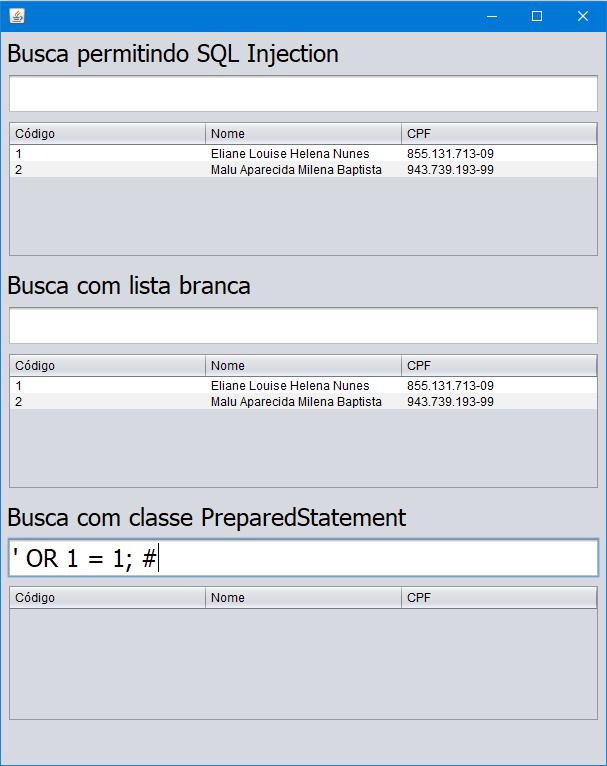 Busca permitindo SQL Injection
Código Nome CPF
1 Eliane Louise Helena Nunes 855.131.713-09
2 Malu Aparecida Milena Baptista 943.739.193-99
Busca com lista branca
Código Nome CPF
1 Eliane Louise Helena Nunes 855.131.713-09
2 Malu Aparecida Milena Baptista 943.739.193-99
Busca com classe PreparedStatement
' OR 1 = 1; #
Código Nome CPF